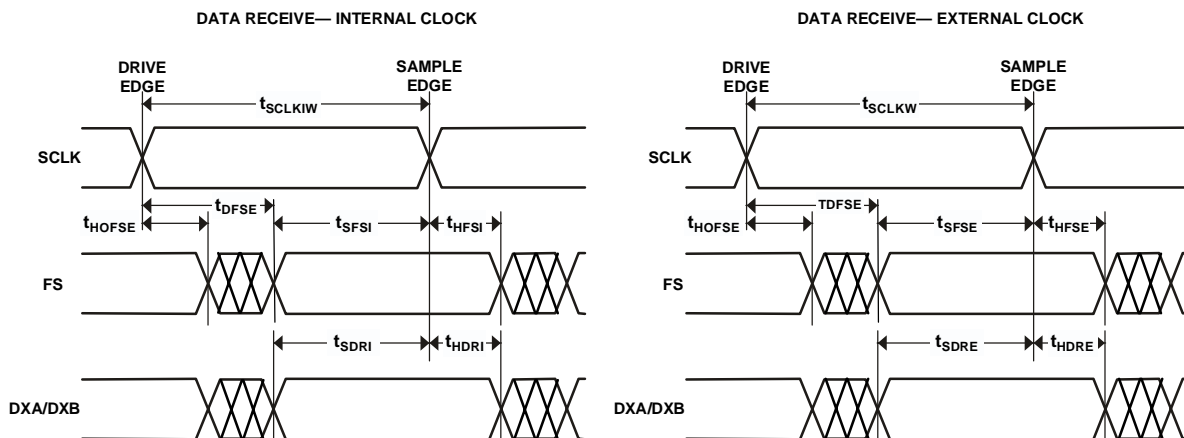 DATA RECEIVE— INTERNAL CLOCK
DRIVE
EDGE
SAMPLE
EDGE
tSCLKIW
SCLK
tDFSE
tHOFSE
tSFSI
tHFSI
FS
tSDRI
tHDRI
DXA/DXB
DATA RECEIVE— EXTERNAL CLOCK
DRIVE
EDGE
SAMPLE
EDGE
tSCLKW
SCLK
TDFSE
tHOFSE
tSFSE
tHFSE
FS
tSDRE
tHDRE
DXA/DXB